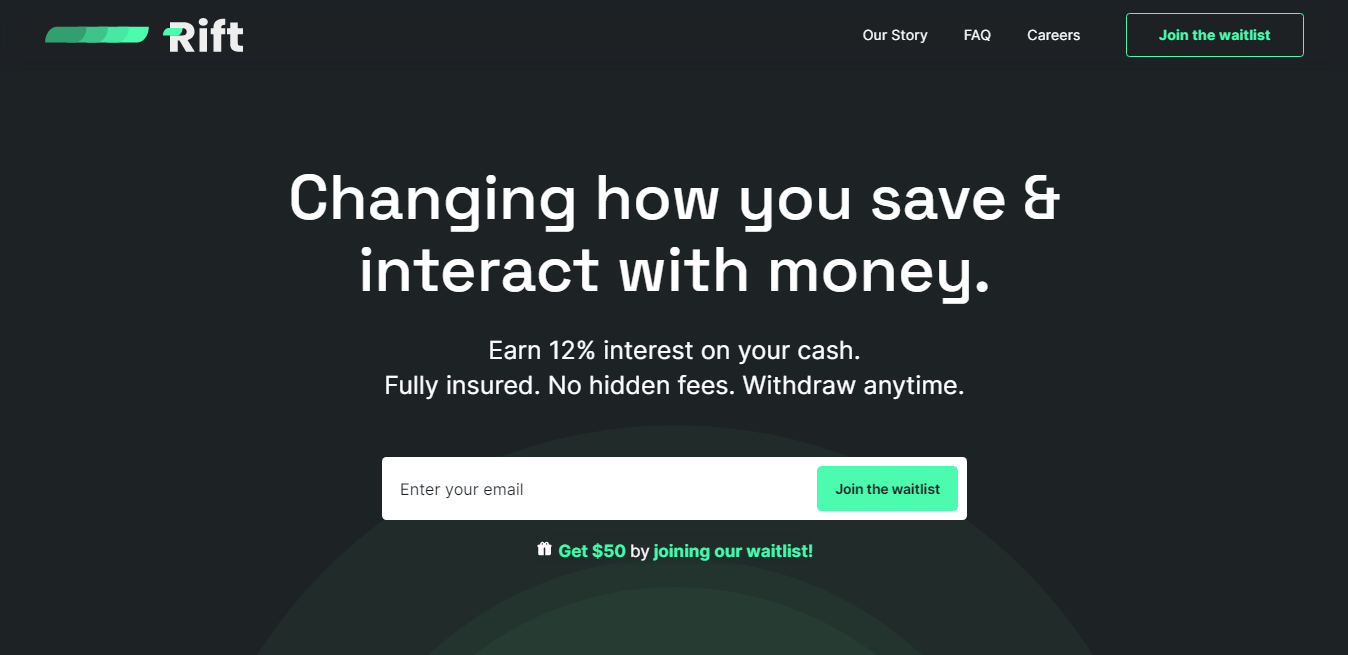 Rift
Our Story
FAQ
Careers
Join the waitlist
Changing how you save &
interact with money.
Earn 12% interest on your cash.
Fully insured. No hidden fees. Withdraw anytime.
Enter your email
Join the waitlist
Get $50 by joining our waitlist!